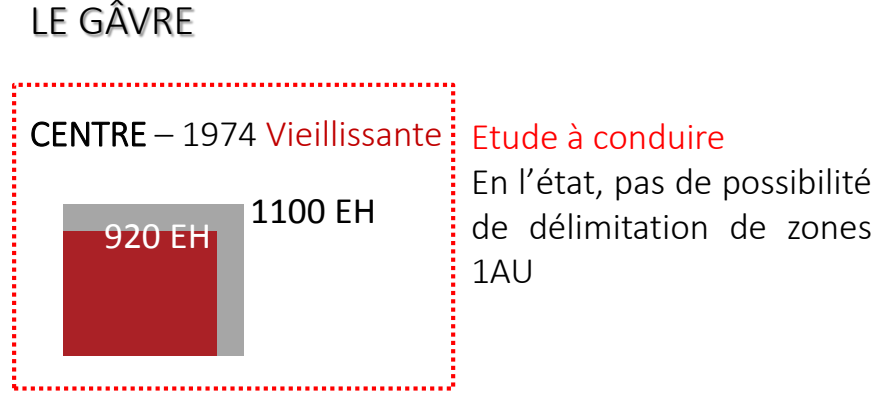 LE GÂVRE
CENTRE – 1974 Vieillissante
1100 EH
920 EH
Etude à conduire
En l’état, pas de possibilité
de délimitation de zones
1AU